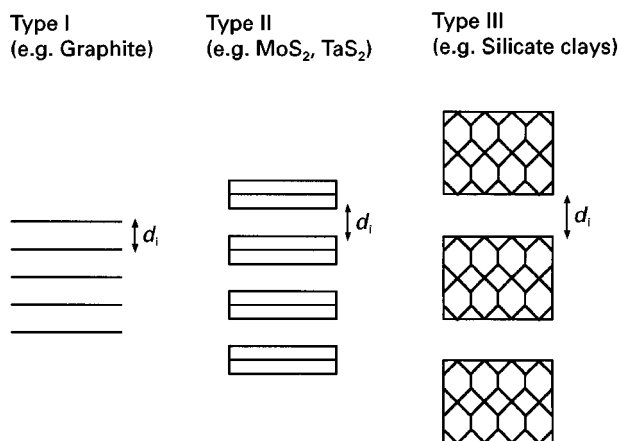 Type I
(e.g. Graphite)
Type II
(e.g. MoS₂, TaS₂)
Type III
(e.g. Silicate clays)
dᵢ
dᵢ
dᵢ